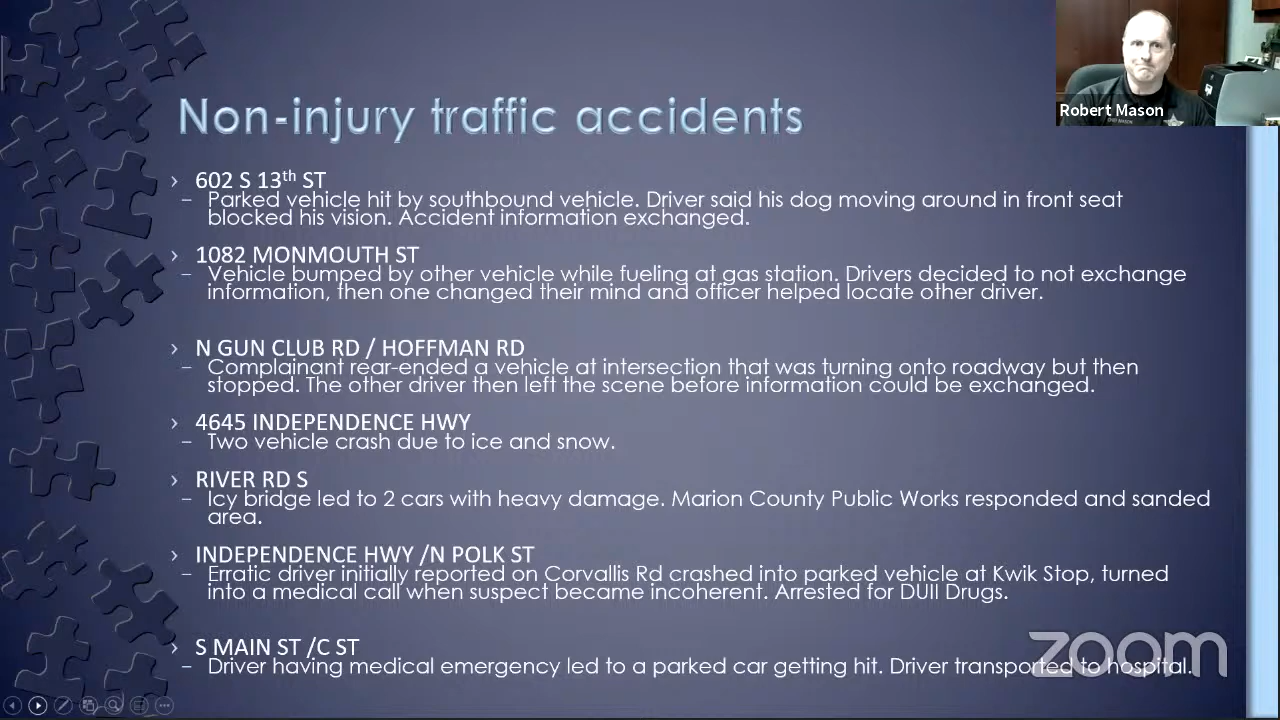 Non-injury traffic accidents
Robert Mason
› 602 S 13th ST
– Parked vehicle hit by southbound vehicle. Driver said his dog moving around in front seat
blocked his vision. Accident information exchanged.
› 1082 MONMOUTH ST
– Vehicle bumped by other vehicle while fueling at gas station. Drivers decided to not exchange
information, then one changed their mind and officer helped locate other driver.
› N GUN CLUB RD / HOFFMAN RD
– Complainant rear-ended a vehicle at intersection that was turning onto roadway but then
stopped. The other driver then left the scene before information could be exchanged.
› 4645 INDEPENDENCE HWY
– Two vehicle crash due to ice and snow.
› RIVER RD S
– Icy bridge led to 2 cars with heavy damage. Marion County Public Works responded and sanded
area.
› INDEPENDENCE HWY /N POLK ST
– Erratic driver initially reported on Corvallis Rd crashed into parked vehicle at Kwik Stop, turned
into a medical call when suspect became incoherent. Arrested for DUII Drugs.
› S MAIN ST /C ST
– Driver having medical emergency led to a parked car getting hit. Driver transported to hospital.
zoom